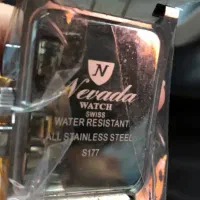 N
Nevada
WATCH
SWISS
WATER RESISTANT
ALL STAINLESS STEEL
S177